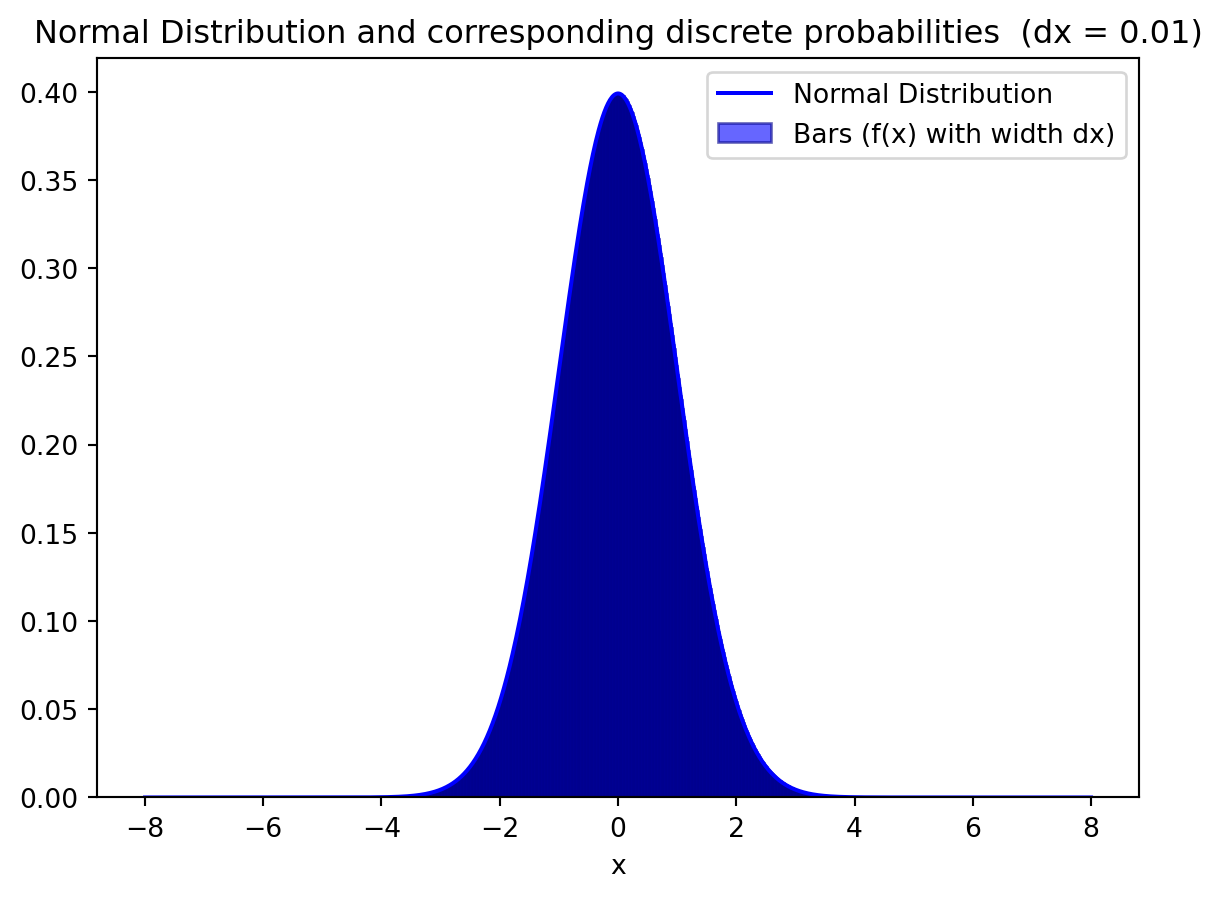 Normal Distribution and corresponding discrete probabilities  (dx = 0.01)
Normal Distribution
Bars (f(x) with width dx)
0.40
0.35
0.30
0.25
0.20
0.15
0.10
0.05
0.00
−8 −6 −4 −2 0 2 4 6 8
x